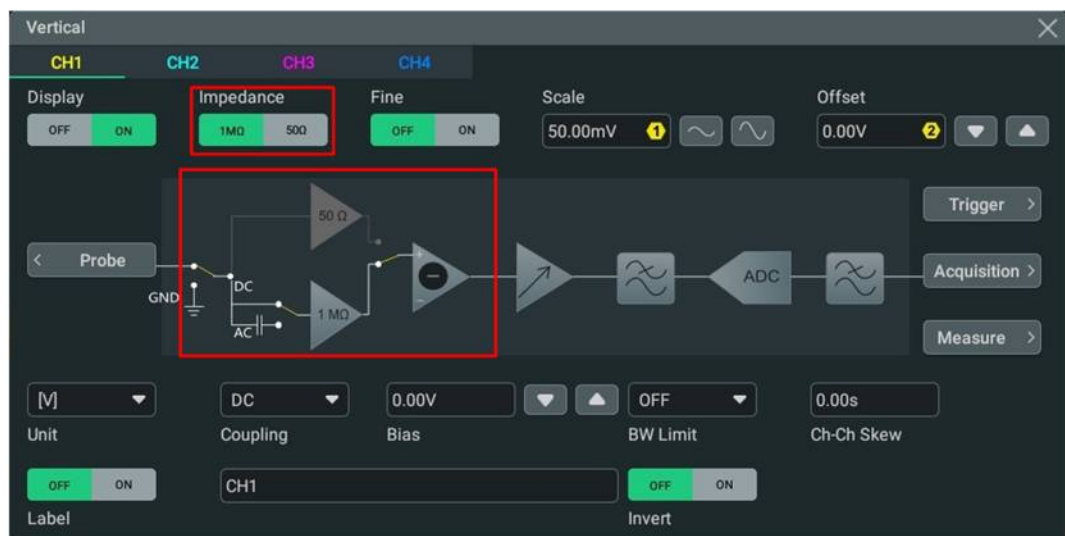 Vertical
CH1 CH2 CH3 CH4
Display Impedance Fine Scale Offset
OFF ON 1MΩ 50Ω OFF ON 50.00mV 1 0.00V 2
50 Ω
Trigger >
< Probe
ADC
Acquisition >
DC
GND
1 MΩ
AC
Measure >
[V] DC 0.00V OFF 0.00s
Unit Coupling Bias BW Limit Ch-Ch Skew
OFF ON CH1 OFF ON
Label Invert